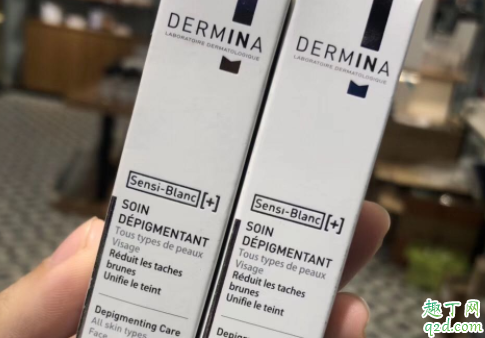 DERMINA
LABORATOIRE DERMATOLOGIQUE
Sensi-Blanc [+]
SOIN
DÉPIGMENTANT
Tous types de peaux
Visage
Réduit les taches
brunes
Unifie le teint
Depigmenting Care
All skin types
Face
DERMINA
LABORATOIRE DERMATOLOGIQUE
Sensi-Blanc [+]
SOIN
DÉPIGMENTANT
Tous types de peaux
Visage
Réduit les taches
brunes
Unifie le teint
趣丁网
q2d.com